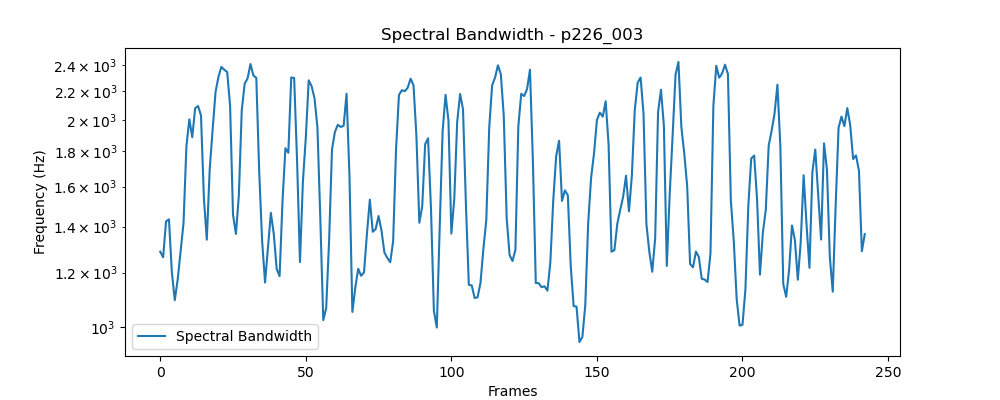 Spectral Bandwidth - p226_003
Frequency (Hz)
2.4 × 10³
2.2 × 10³
2 × 10³
1.8 × 10³
1.6 × 10³
1.4 × 10³
1.2 × 10³
10³
Spectral Bandwidth
0 50 100 150 200 250
Frames